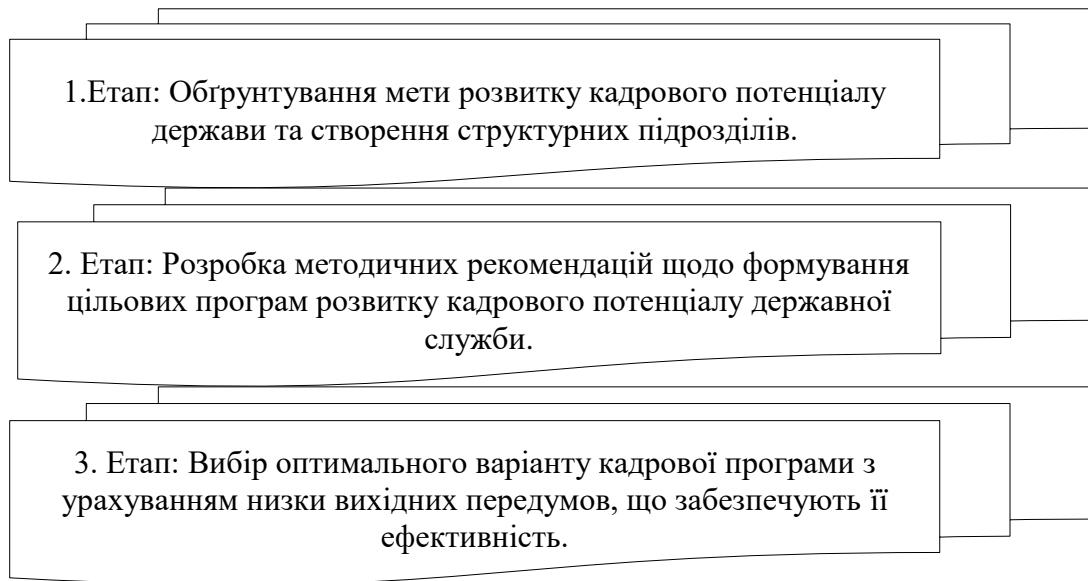 1.Етап: Обґрунтування мети розвитку кадрового потенціалу
держави та створення структурних підрозділів.
2. Етап: Розробка методичних рекомендацій щодо формування
цільових програм розвитку кадрового потенціалу державної
служби.
3. Етап: Вибір оптимального варіанту кадрової програми з
урахуванням низки вихідних передумов, що забезпечують її
ефективність.